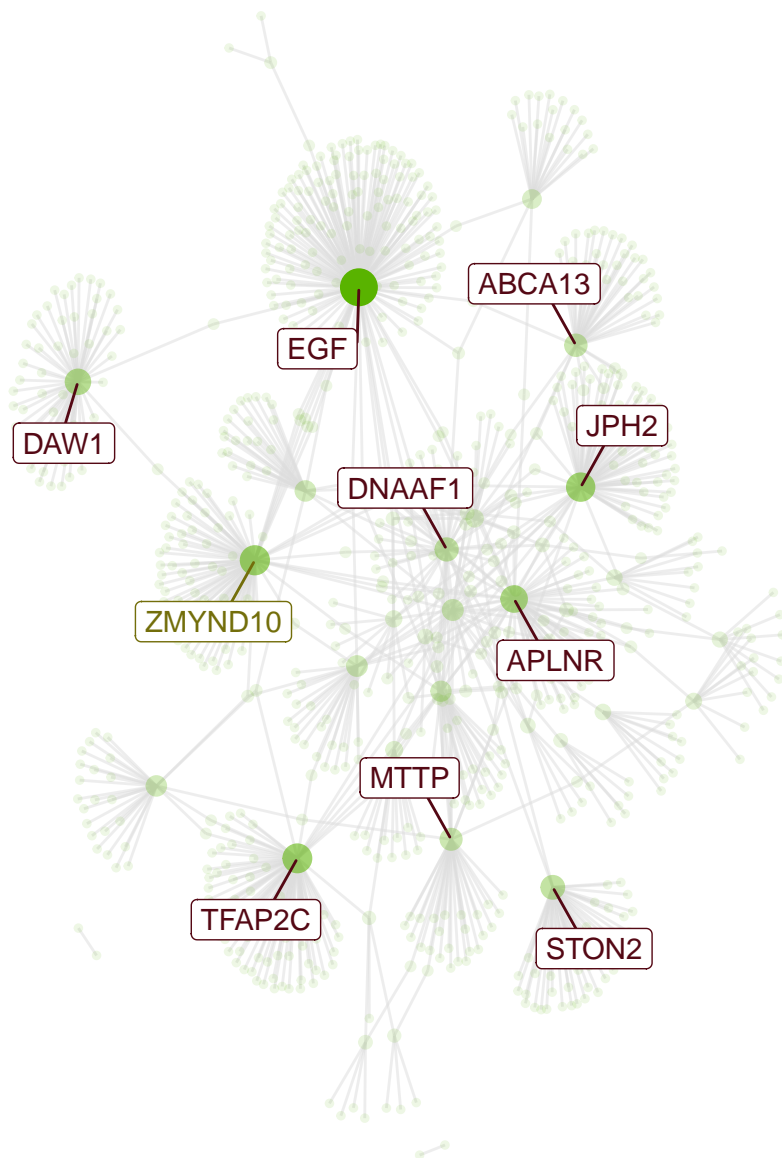 ABCA13
EGF
JPH2
DAW1
DNAAF1
ZMYND10
APLNR
MTTP
TFAP2C
STON2